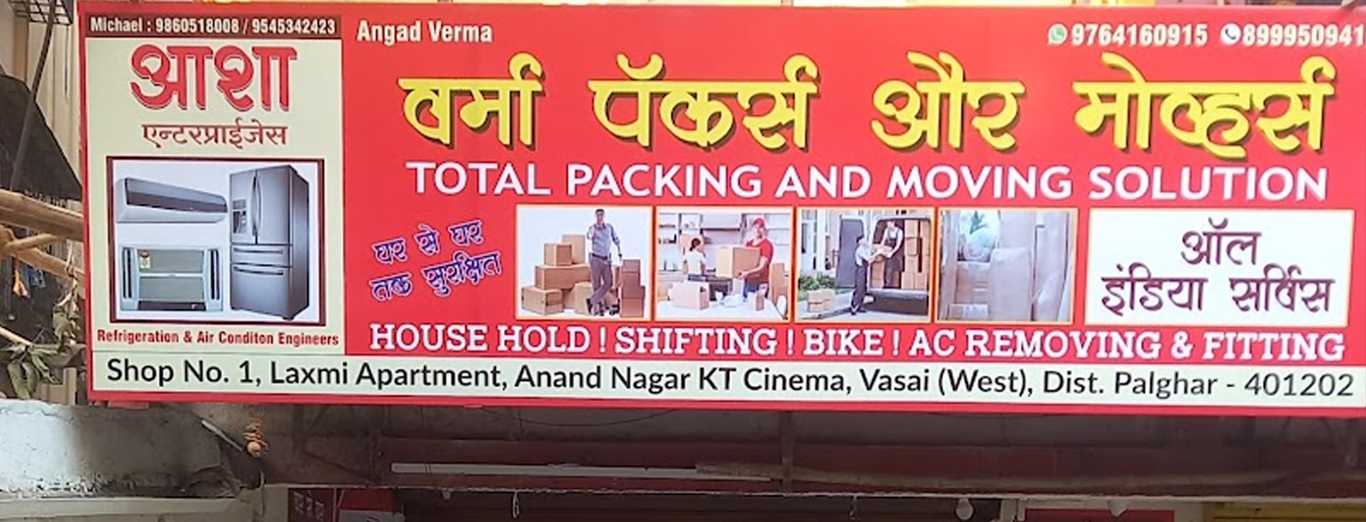 Michael : 9860518008 / 9545342423
आशा
एन्टरप्राईजेस
Refrigeration & Air Conditon Engineers
Angad Verma
9764160915 899950941
वर्मा पॅकर्स और मोव्हर्स
TOTAL PACKING AND MOVING SOLUTION
घर से घर
तक सुरक्षित
ऑल
इंडिया सर्विस
HOUSE HOLD ! SHIFTING ! BIKE ! AC REMOVING & FITTING
Shop No. 1, Laxmi Apartment, Anand Nagar KT Cinema, Vasai (West), Dist. Palghar - 401202